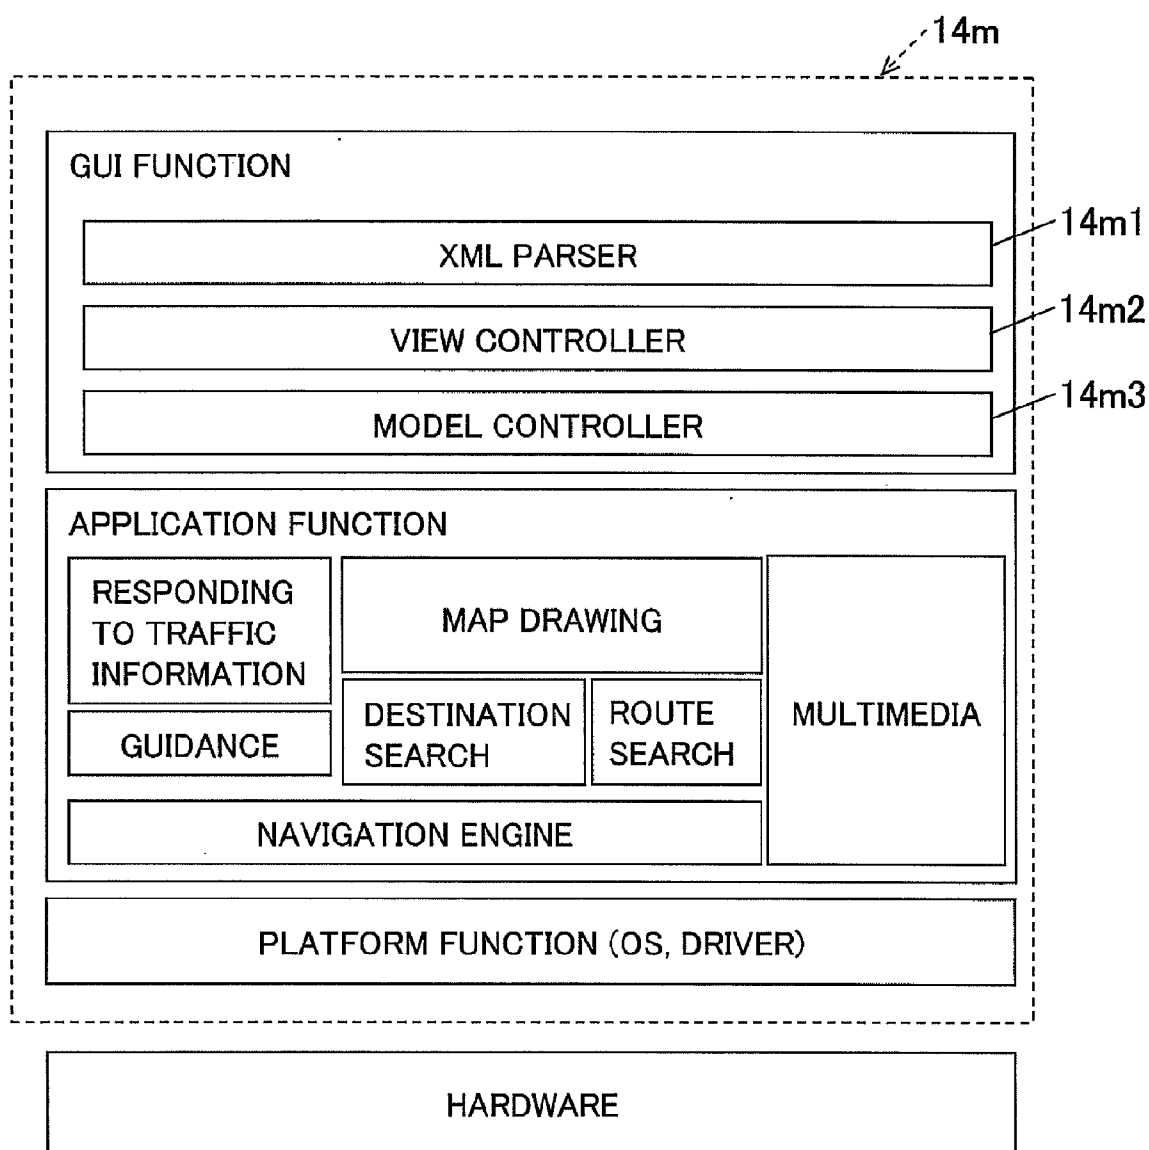 14m
GUI FUNCTION
XML PARSER
14m1
VIEW CONTROLLER
14m2
MODEL CONTROLLER
14m3
APPLICATION FUNCTION
RESPONDING
TO TRAFFIC
INFORMATION
GUIDANCE
MAP DRAWING
DESTINATION
SEARCH
ROUTE
SEARCH
MULTIMEDIA
NAVIGATION ENGINE
PLATFORM FUNCTION (OS, DRIVER)
HARDWARE